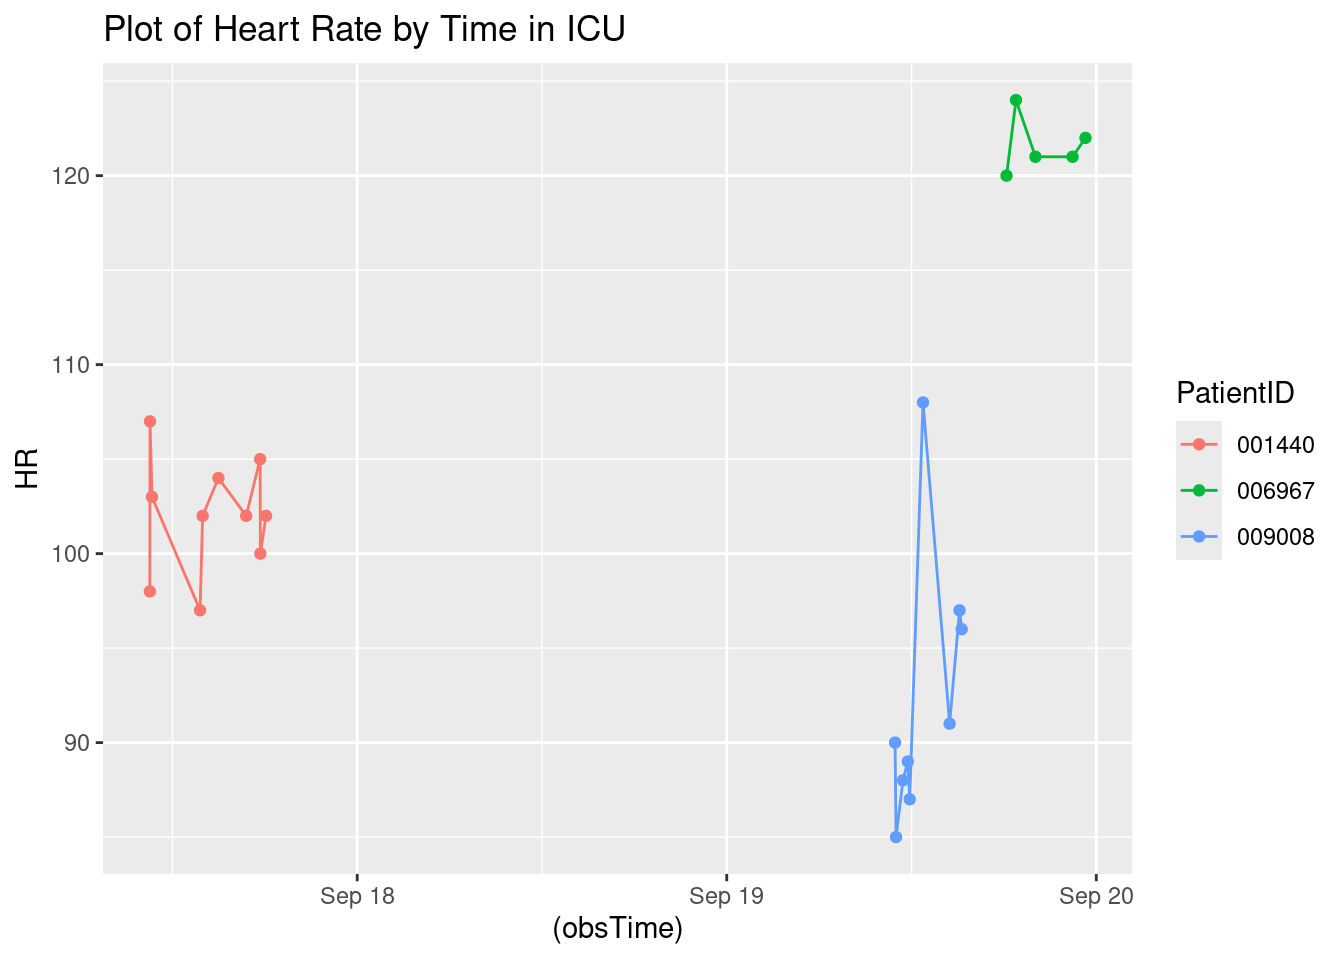 Plot of Heart Rate by Time in ICU
120
110
100
90
HR
Sep 18
Sep 19
Sep 20
(obsTime)
PatientID
001440
006967
009008